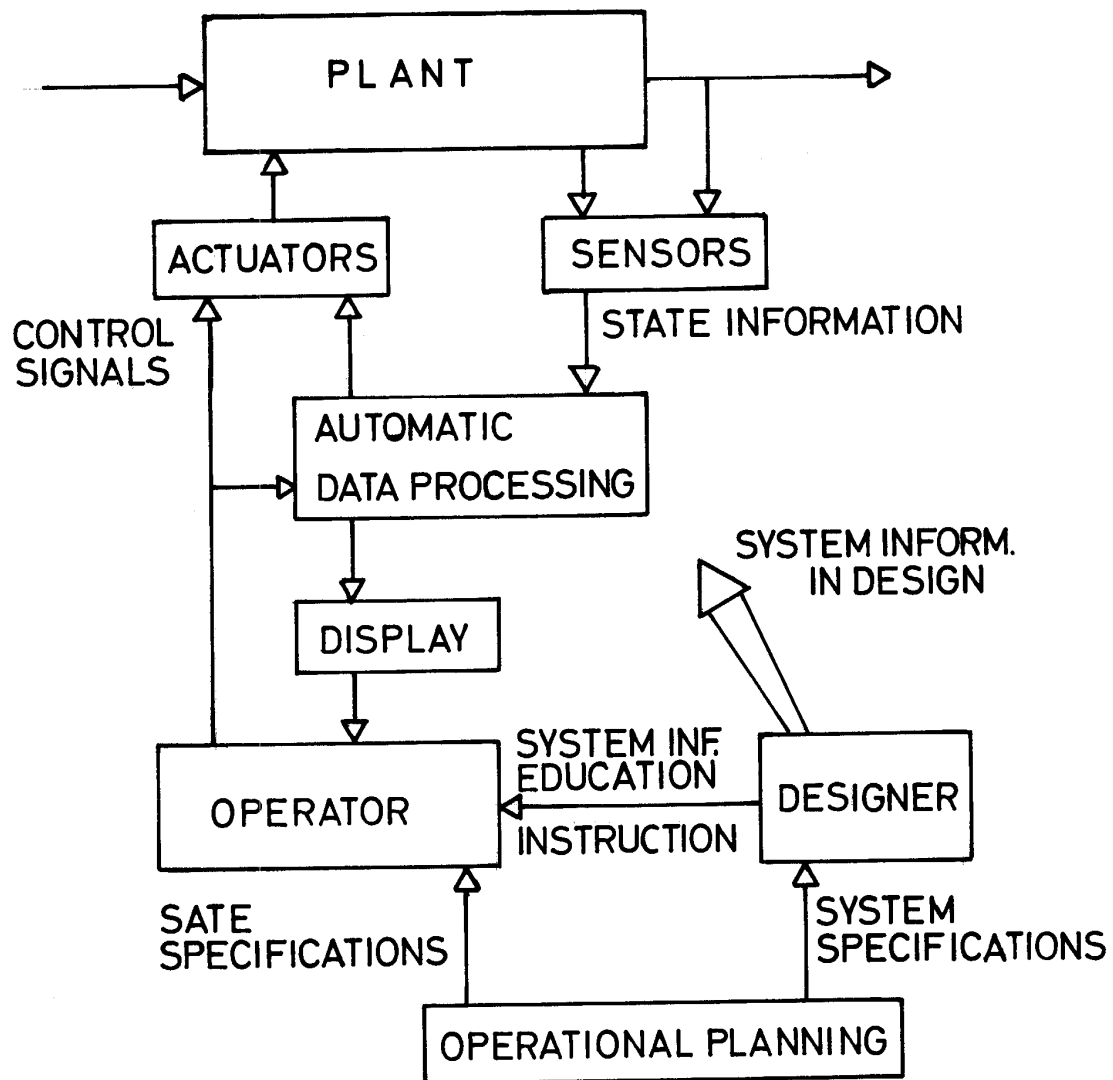 PLANT
ACTUATORS
SENSORS
CONTROL
SIGNALS
STATE INFORMATION
AUTOMATIC
DATA PROCESSING
SYSTEM INFORM.
IN DESIGN
DISPLAY
SYSTEM INF.
EDUCATION
INSTRUCTION
OPERATOR
DESIGNER
SATE
SPECIFICATIONS
SYSTEM
SPECIFICATIONS
OPERATIONAL PLANNING